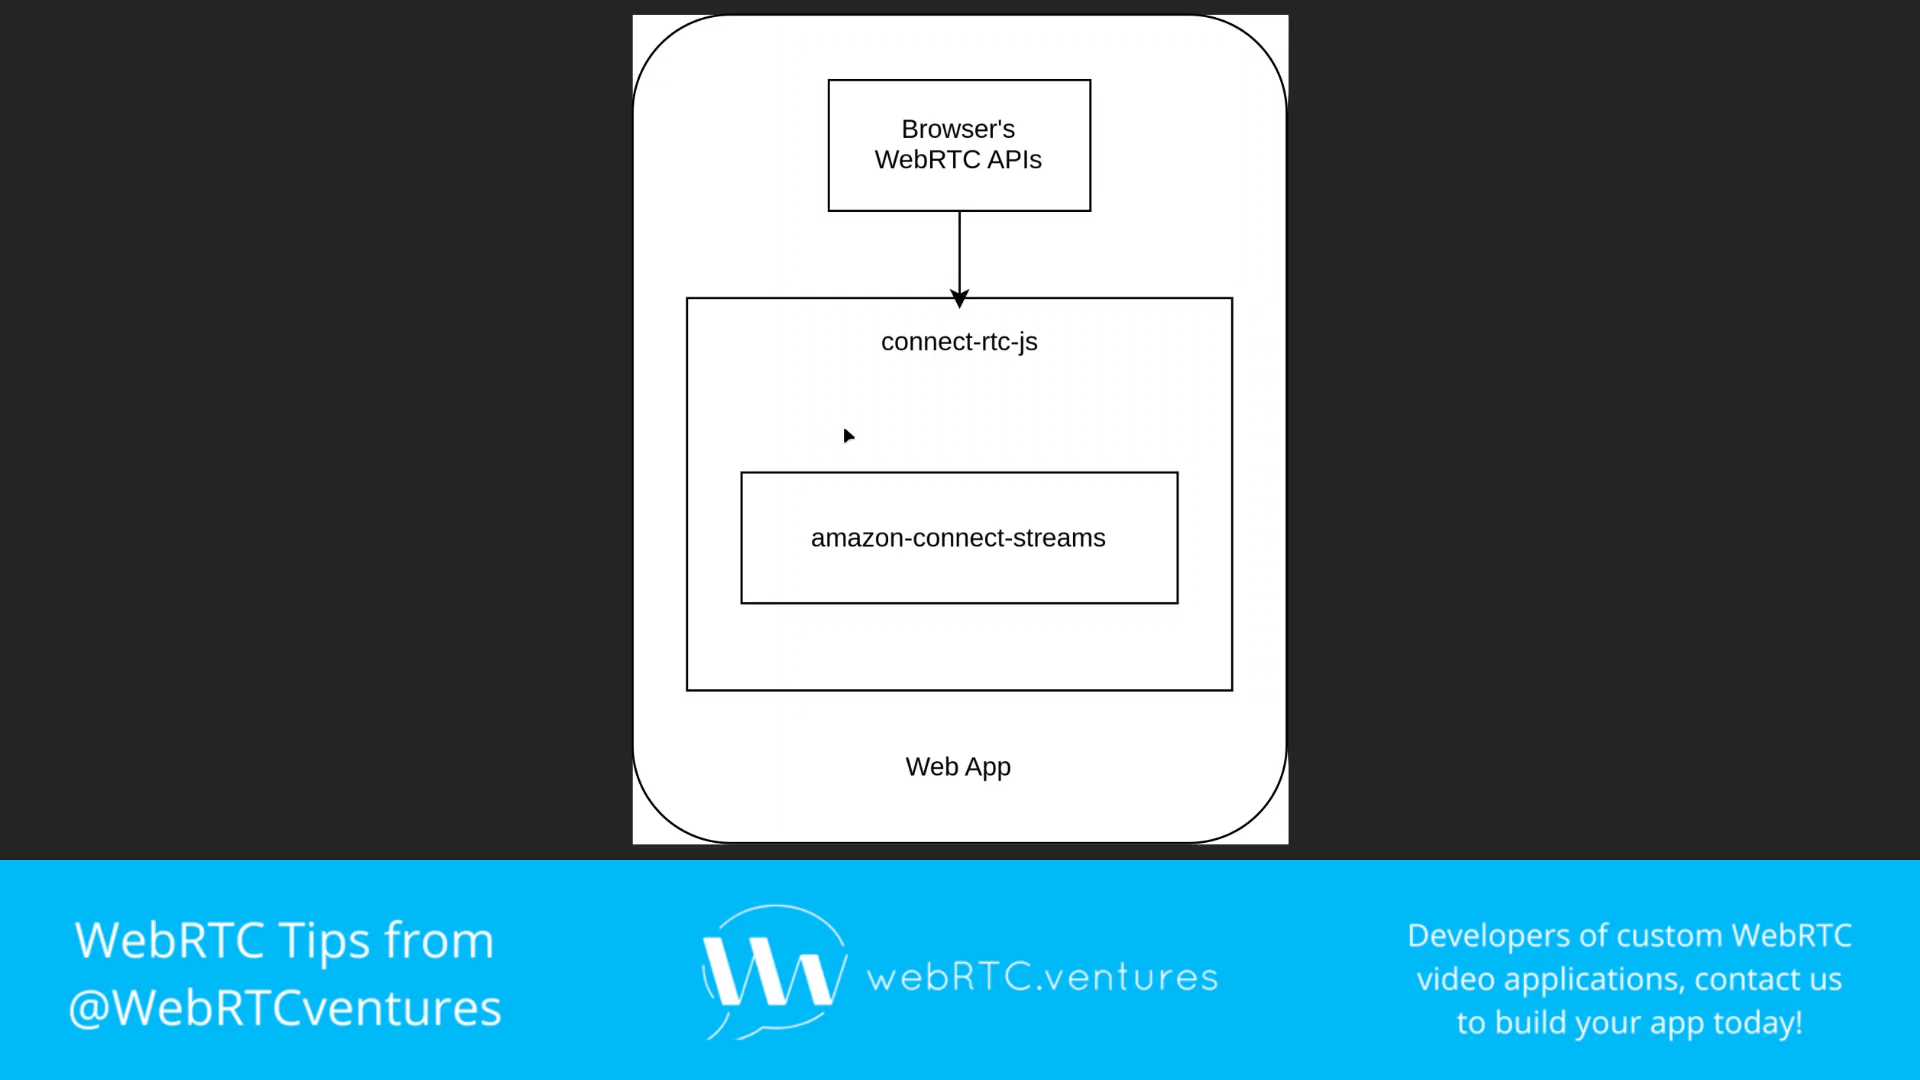 Browser's
WebRTC APIs
connect-rtc-js
amazon-connect-streams
Web App
WebRTC Tips from
@WebRTCventures
webRTC.ventures
Developers of custom WebRTC
video applications, contact us
to build your app today!